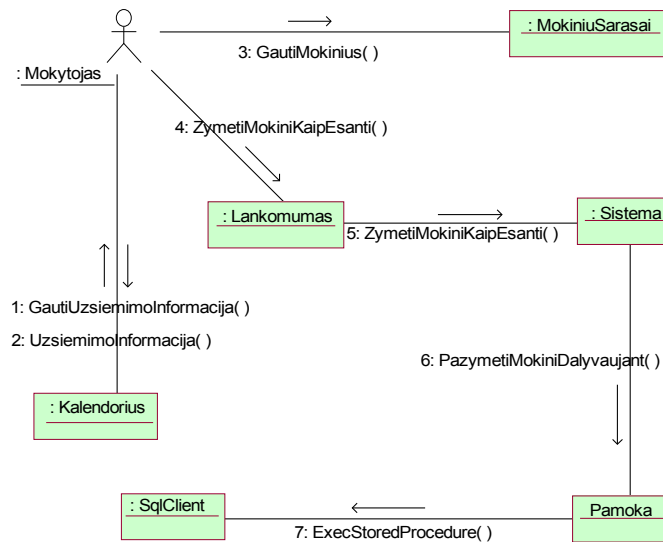 : MokiniuSarasai
3: GautiMokinius( )
: Mokytojas
4: ZymetiMokiniKaipEsanti( )
: Lankomumas
: Sistema
5: ZymetiMokiniKaipEsanti( )
1: GautiUzsiemimoInformacija( )
2: UzsiemimoInformacija( )
6: PazymetiMokiniDalyvaujant( )
: Kalendorius
: SqlClient
Pamoka
7: ExecStoredProcedure( )